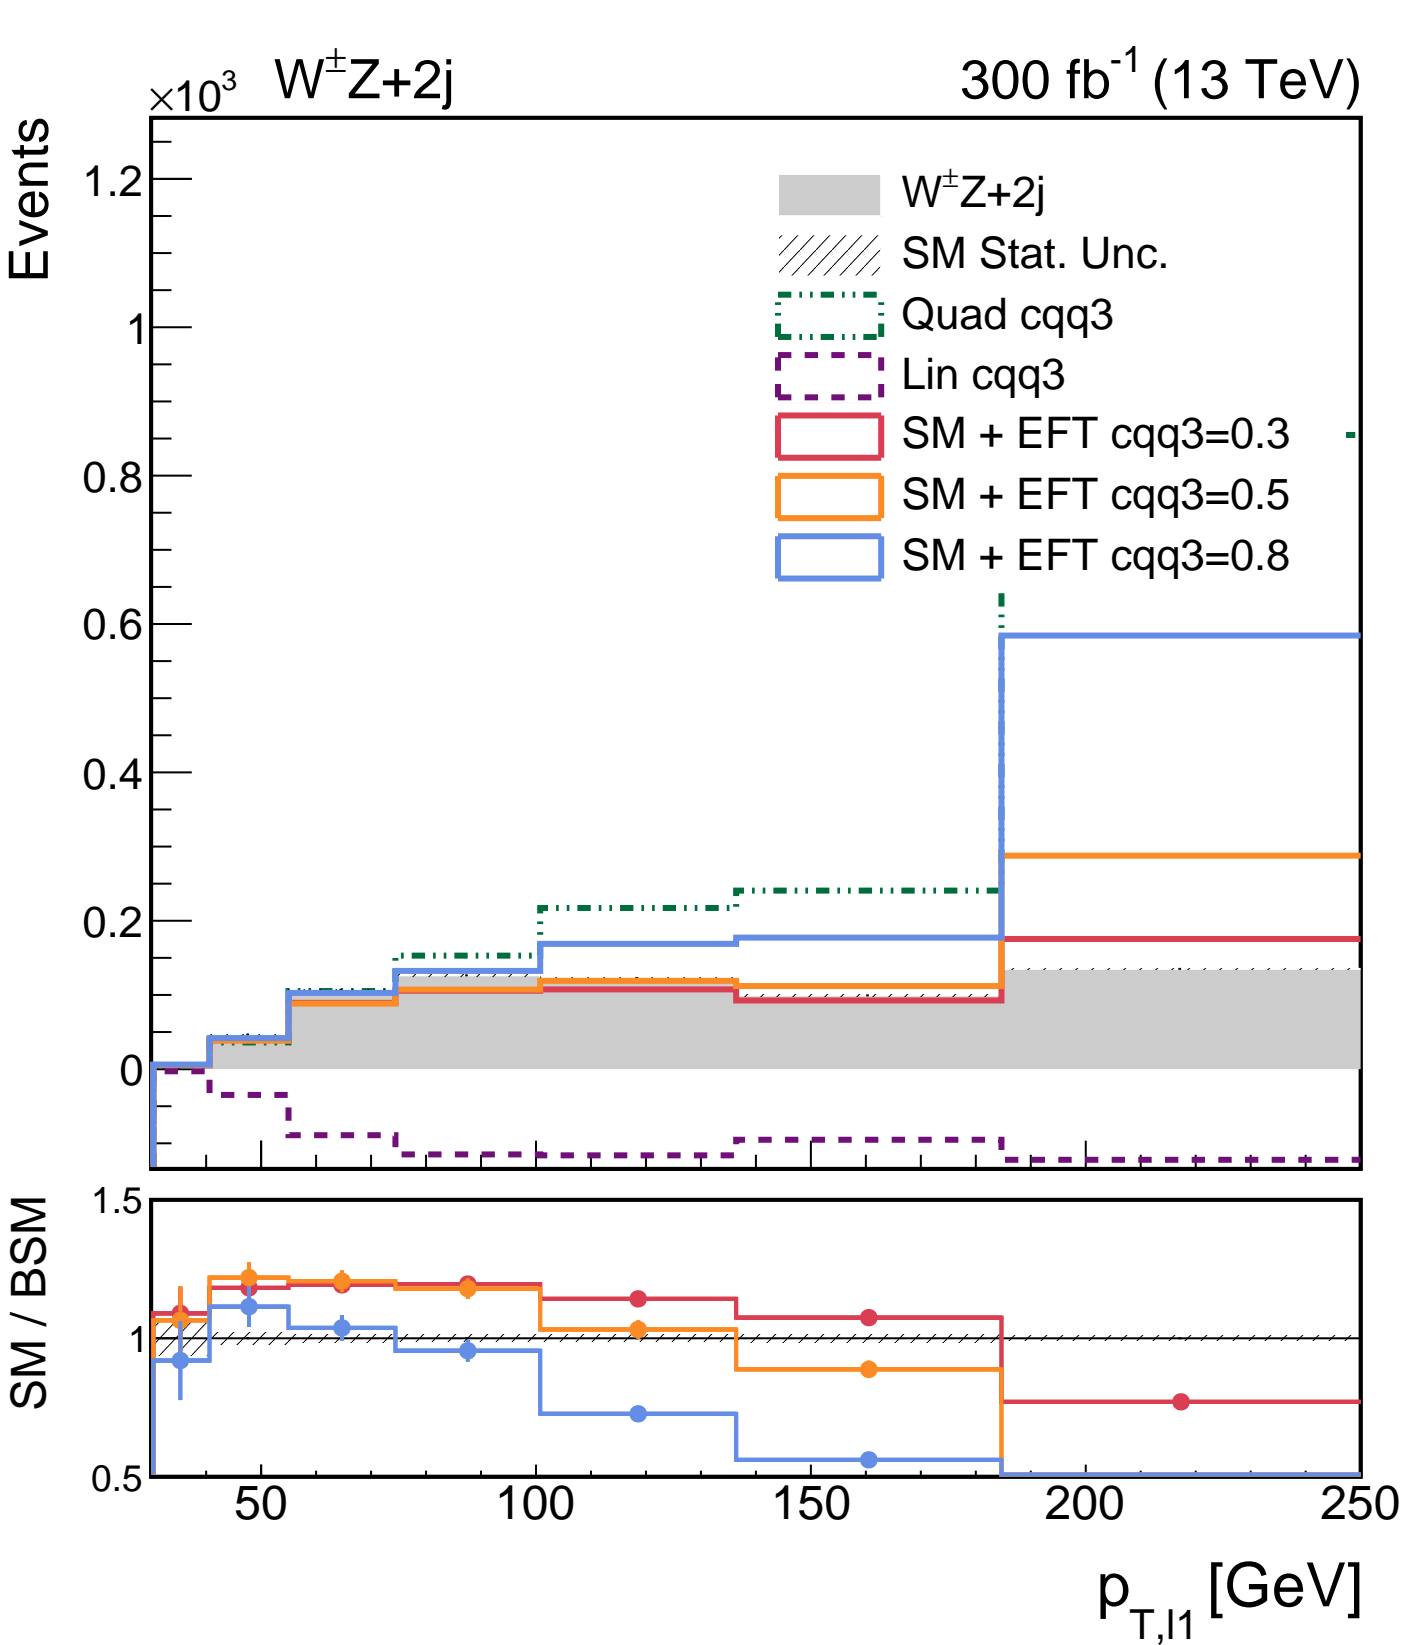 ×10³ W±Z+2j 300 fb⁻¹ (13 TeV)
Events
1.2
1
0.8
0.6
0.4
0.2
0
W±Z+2j
SM Stat. Unc.
Quad cqq3
Lin cqq3
SM + EFT cqq3=0.3
SM + EFT cqq3=0.5
SM + EFT cqq3=0.8
SM / BSM
1.5
1
0.5
50 100 150 200 250
p_T,l1 [GeV]